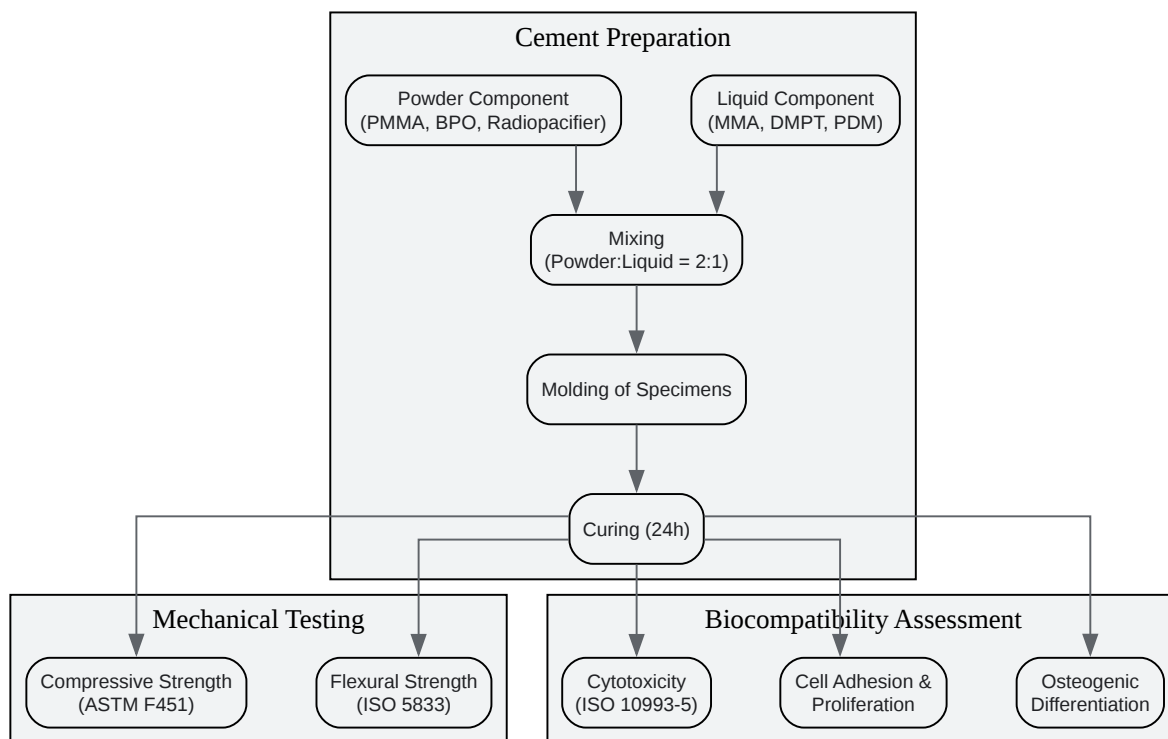 Cement Preparation
Powder Component
(PMMA, BPO, Radiopacifier)
Liquid Component
(MMA, DMPT, PDM)
Mixing
(Powder:Liquid = 2:1)
Molding of Specimens
Curing (24h)
Mechanical Testing
Compressive Strength
(ASTM F451)
Flexural Strength
(ISO 5833)
Biocompatibility Assessment
Cytotoxicity
(ISO 10993-5)
Cell Adhesion &
Proliferation
Osteogenic
Differentiation